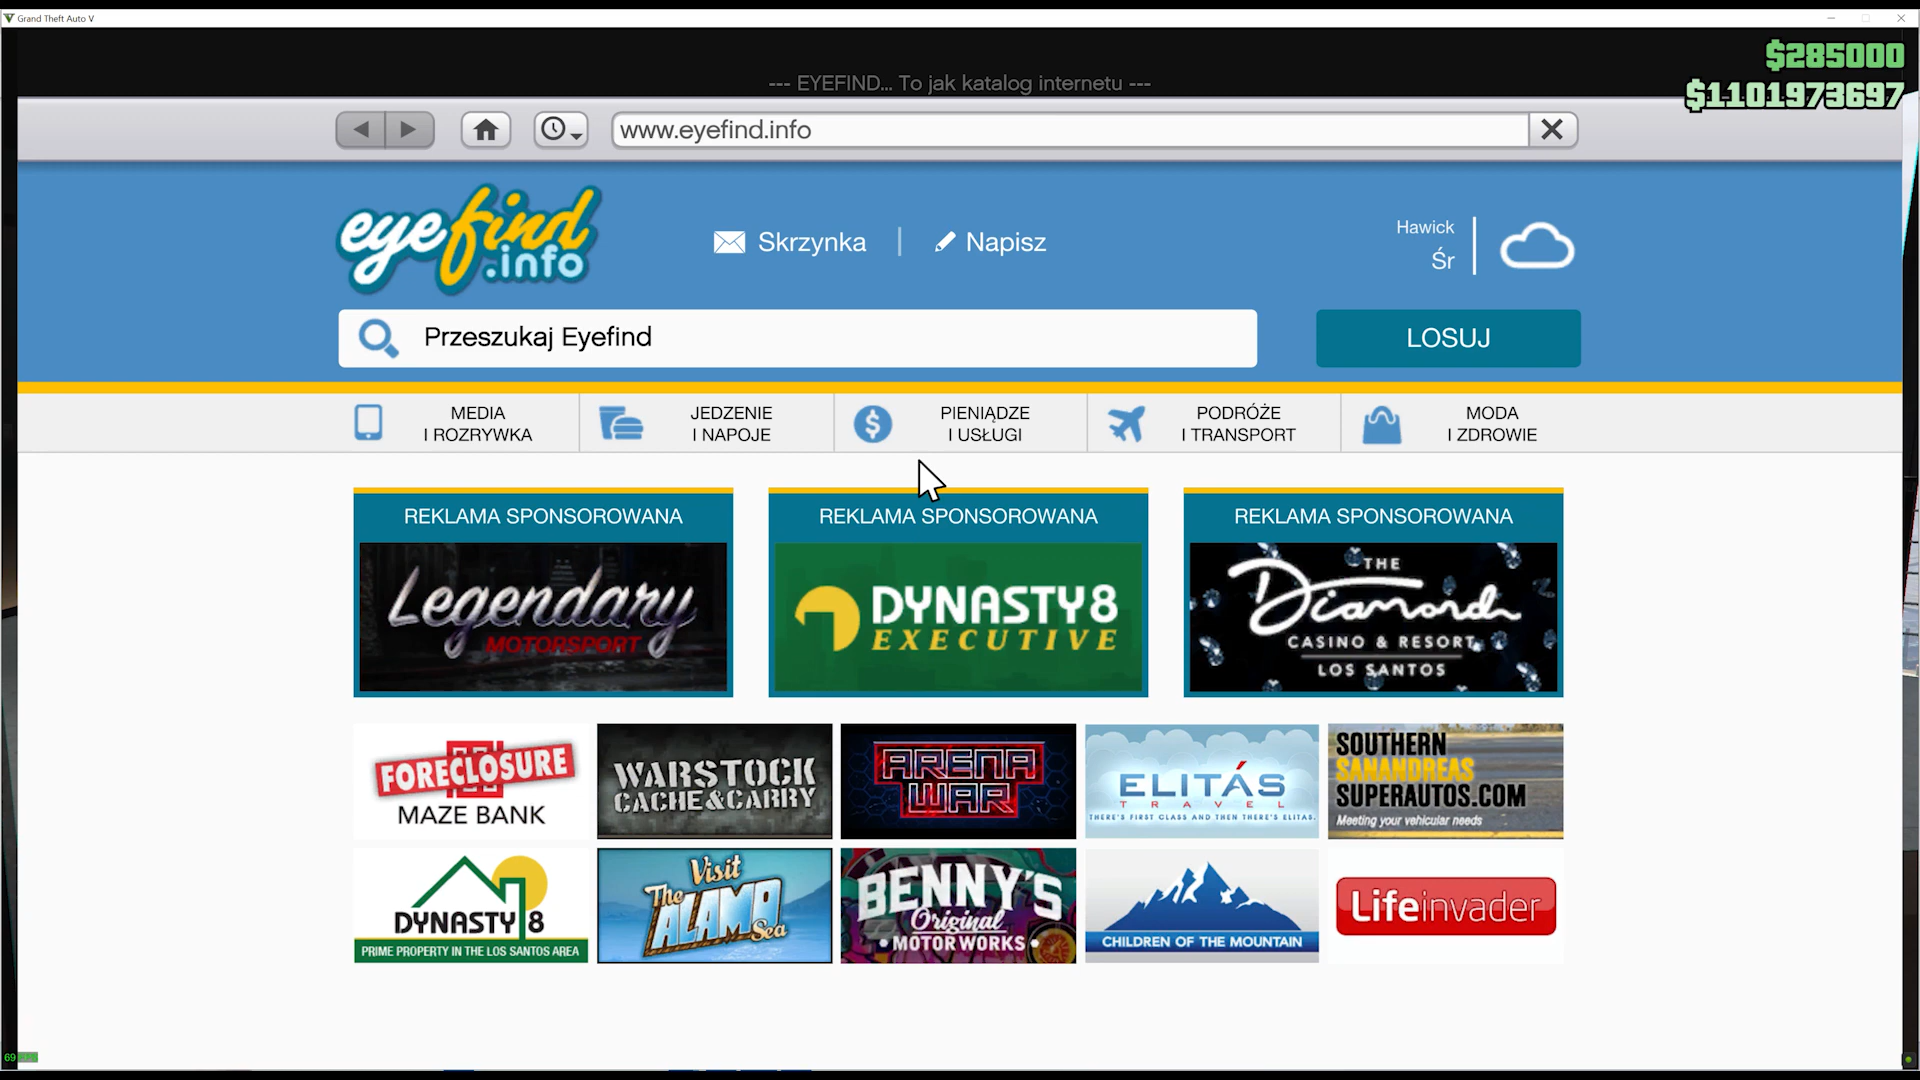 Grand Theft Auto V
$285000
--- EYEFIND... To jak katalog internetu ---
$1101973697
www.eyefind.info
eyefind
.info
Skrzynka
Napisz
Hawick
Śr
Przeszukaj Eyefind
LOSUJ
MEDIA
I ROZRYWKA
JEDZENIE
I NAPOJE
PIENIĄDZE
I USŁUGI
PODRÓŻE
I TRANSPORT
MODA
I ZDROWIE
REKLAMA SPONSOROWANA
Legendary
MOTORSPORT
REKLAMA SPONSOROWANA
DYNASTY8
EXECUTIVE
REKLAMA SPONSOROWANA
THE
Diamond
CASINO & RESORT
LOS SANTOS
FORECLOSURE
MAZE BANK
WARSTOCK
CACHE&CARRY
ARENA
WAR
ELITÁS
TRAVEL
THERE'S FIRST CLASS AND THEN THERE'S ELITAS.
SOUTHERN
SANANDREAS
SUPERAUTOS.COM
Meeting your vehicular needs
DYNASTY 8
PRIME PROPERTY IN THE LOS SANTOS AREA
Visit
The
ALAMO
Sea
BENNY'S
Original
MOTOR WORKS
CHILDREN OF THE MOUNTAIN
Lifeinvader
69